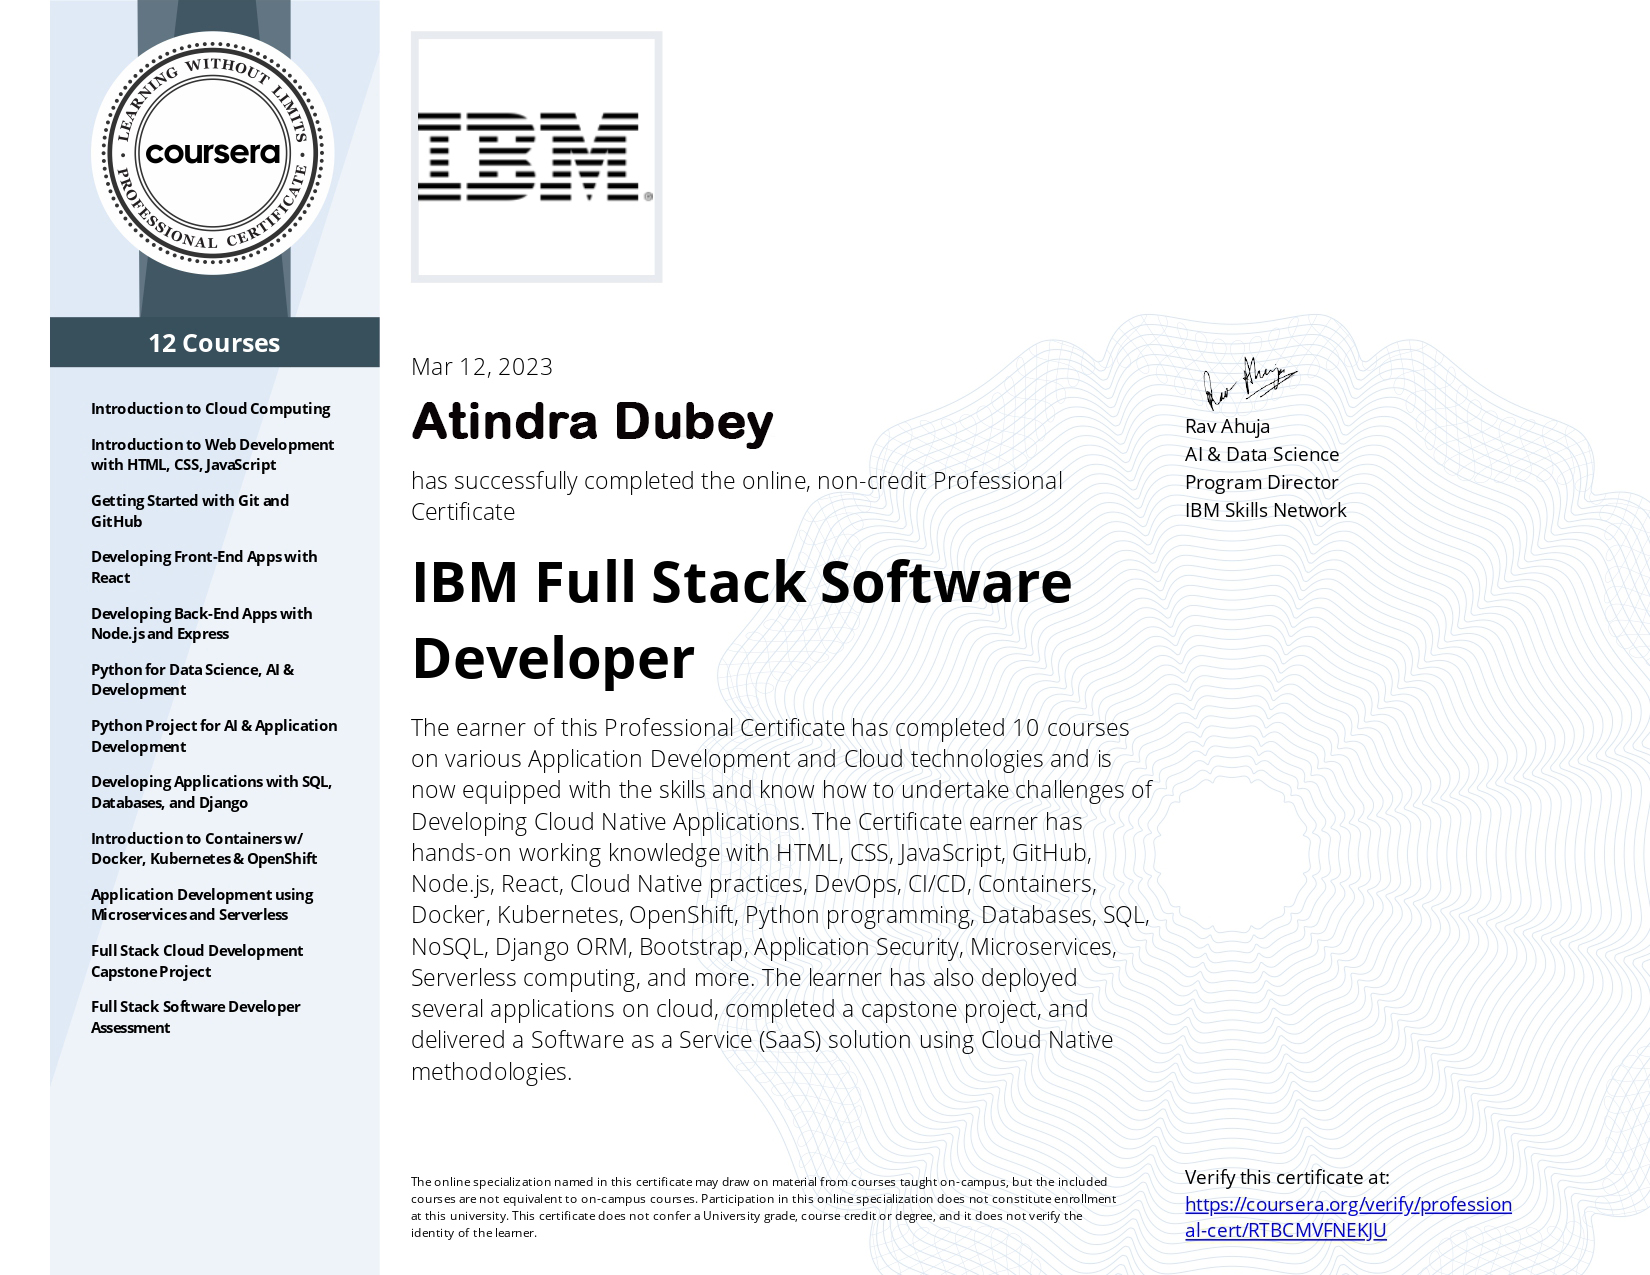 LEARNING WITHOUT LIMITS
coursera
PROFESSIONAL CERTIFICATE
12 Courses
Introduction to Cloud Computing
Introduction to Web Development
with HTML, CSS, JavaScript
Getting Started with Git and
GitHub
Developing Front-End Apps with
React
Developing Back-End Apps with
Node.js and Express
Python for Data Science, AI &
Development
Python Project for AI & Application
Development
Developing Applications with SQL,
Databases, and Django
Introduction to Containers w/
Docker, Kubernetes & OpenShift
Application Development using
Microservices and Serverless
Full Stack Cloud Development
Capstone Project
Full Stack Software Developer
Assessment
IBM®
Mar 12, 2023
Atindra Dubey
has successfully completed the online, non-credit Professional
Certificate
IBM Full Stack Software
Developer
The earner of this Professional Certificate has completed 10 courses
on various Application Development and Cloud technologies and is
now equipped with the skills and know how to undertake challenges of
Developing Cloud Native Applications. The Certificate earner has
hands-on working knowledge with HTML, CSS, JavaScript, GitHub,
Node.js, React, Cloud Native practices, DevOps, CI/CD, Containers,
Docker, Kubernetes, OpenShift, Python programming, Databases, SQL,
NoSQL, Django ORM, Bootstrap, Application Security, Microservices,
Serverless computing, and more. The learner has also deployed
several applications on cloud, completed a capstone project, and
delivered a Software as a Service (SaaS) solution using Cloud Native
methodologies.
Rav Ahuja
Rav Ahuja
AI & Data Science
Program Director
IBM Skills Network
The online specialization named in this certificate may draw on material from courses taught on-campus, but the included
courses are not equivalent to on-campus courses. Participation in this online specialization does not constitute enrollment
at this university. This certificate does not confer a University grade, course credit or degree, and it does not verify the
identity of the learner.
Verify this certificate at:
https://coursera.org/verify/profession
al-cert/RTBCMVFNEKJU